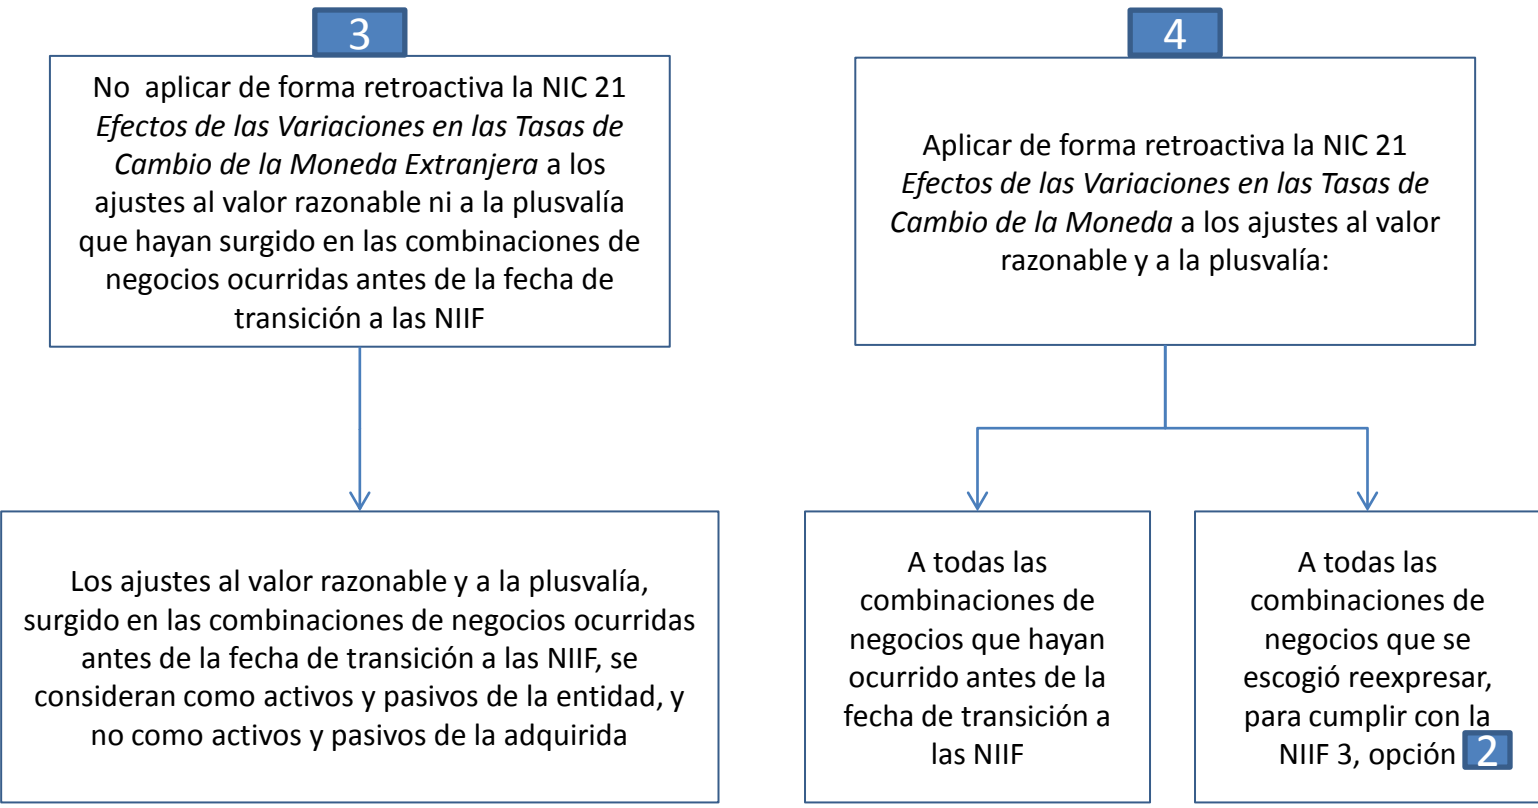 3
No aplicar de forma retroactiva la NIC 21
Efectos de las Variaciones en las Tasas de
Cambio de la Moneda Extranjera a los
ajustes al valor razonable ni a la plusvalía
que hayan surgido en las combinaciones de
negocios ocurridas antes de la fecha de
transición a las NIIF
Los ajustes al valor razonable y a la plusvalía,
surgido en las combinaciones de negocios ocurridas
antes de la fecha de transición a las NIIF, se
consideran como activos y pasivos de la entidad, y
no como activos y pasivos de la adquirida
4
Aplicar de forma retroactiva la NIC 21
Efectos de las Variaciones en las Tasas de
Cambio de la Moneda a los ajustes al valor
razonable y a la plusvalía:
A todas las
combinaciones de
negocios que hayan
ocurrido antes de la
fecha de transición a
las NIIF
A todas las
combinaciones de
negocios que se
escogió reexpresar,
para cumplir con la
NIIF 3, opción 2